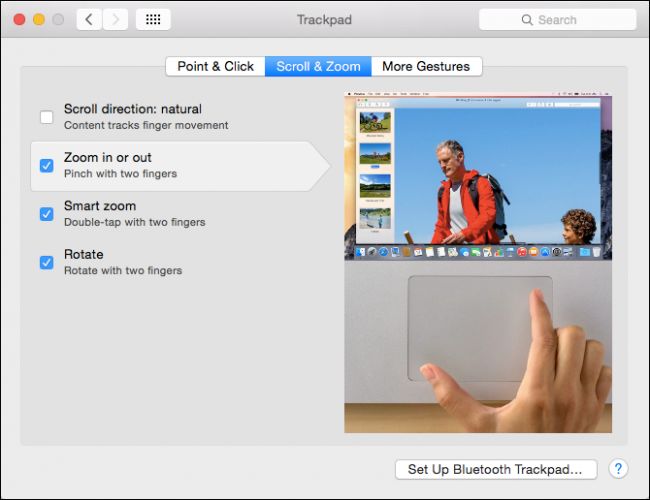 Trackpad
Search
Point & Click
Scroll & Zoom
More Gestures
Scroll direction: natural
Content tracks finger movement
Zoom in or out
Pinch with two fingers
Smart zoom
Double-tap with two fingers
Rotate
Rotate with two fingers
Set Up Bluetooth Trackpad...
?